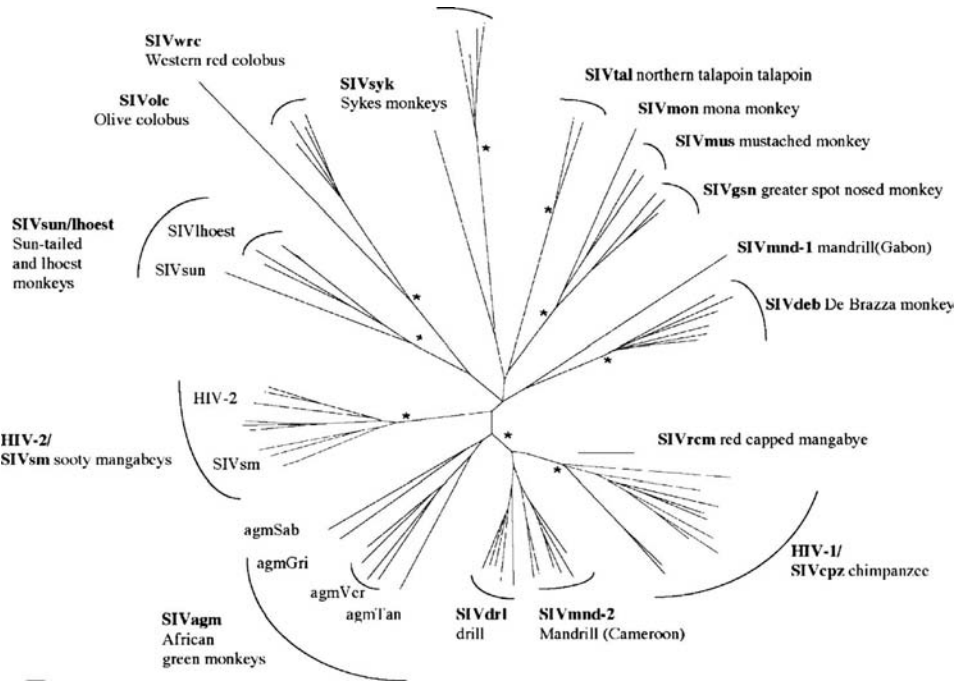 SIVwrc
Western red colobus
SIVolc
Olive colobus
SIVsyk
Sykes monkeys
SIVtal northern talapoin talapoin
SIVmon mona monkey
SIVmus mustached monkey
SIVgsn greater spot nosed monkey
SIVmnd-1 mandrill(Gabon)
SIVdeb De Brazza monkey
SIVsun/lhoest
Sun-tailed
and lhoest
monkeys
SIVlhoest
SIVsun
HIV-2
HIV-2/
SIVsm sooty mangabeys
SIVsm
SIVrcm red capped mangabye
HIV-1/
SIVcpz chimpanzee
agmSab
agmGri
agmVer
agmTan
SIVagm
African
green monkeys
SIVdrl
drill
SIVmnd-2
Mandrill (Cameroon)